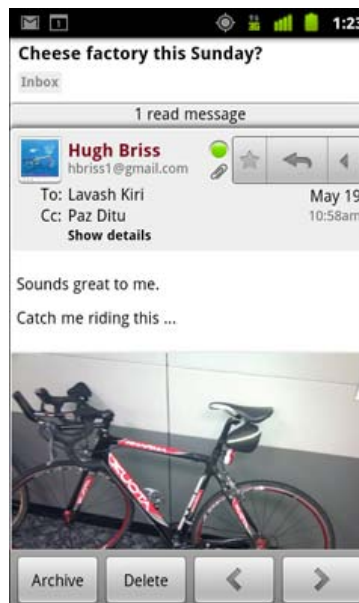 1:23
Cheese factory this Sunday?
Inbox
1 read message
Hugh Briss
hbriss1@gmail.com
To: Lavash Kiri
May 19
Cc: Paz Ditu
10:58am
Show details
Sounds great to me.
Catch me riding this ...
Archive
Delete